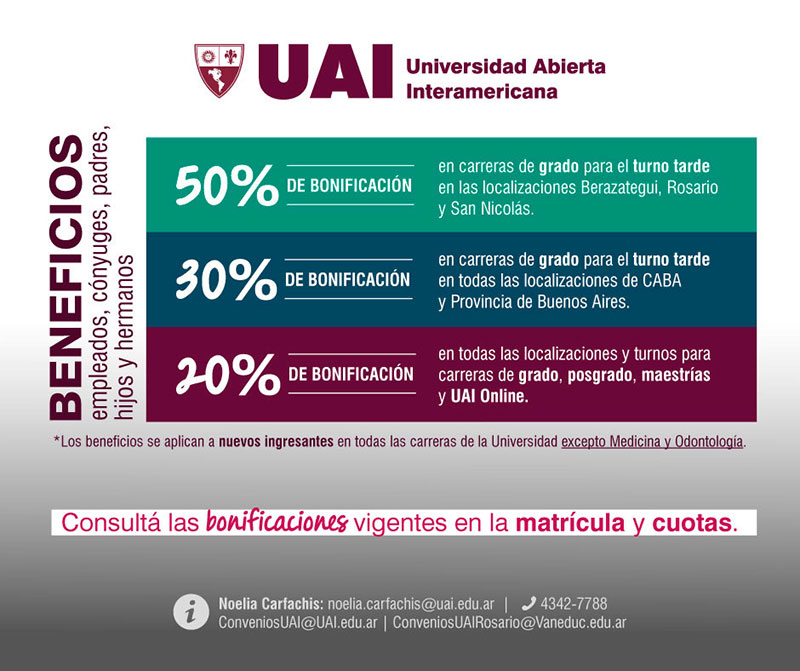 UAI
Universidad Abierta
Interamericana
BENEFICIOS
empleados, cónyuges, padres,
hijos y hermanos
50% DE BONIFICACIÓN
en carreras de grado para el turno tarde
en las localizaciones Berazategui, Rosario
y San Nicolás.
30% DE BONIFICACIÓN
en carreras de grado para el turno tarde
en todas las localizaciones de CABA
y Provincia de Buenos Aires.
20% DE BONIFICACIÓN
en todas las localizaciones y turnos para
carreras de grado, posgrado, maestrías
y UAI Online.
*Los beneficios se aplican a nuevos ingresantes en todas las carreras de la Universidad excepto Medicina y Odontología.
Consultá las bonificaciones vigentes en la matrícula y cuotas.
Noelia Carfachis: noelia.carfachis@uai.edu.ar | 4342-7788
ConveniosUAI@UAI.edu.ar | ConveniosUAIRosario@Vaneduc.edu.ar